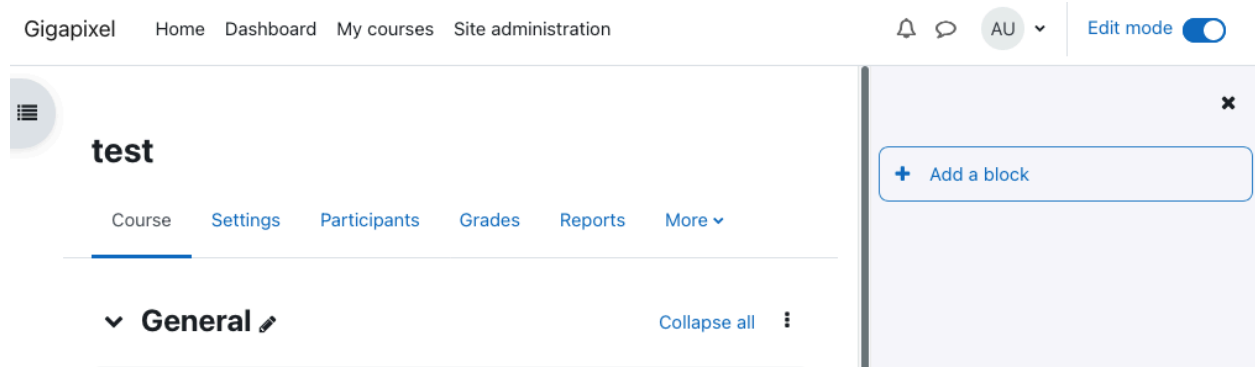 Gigapixel Home Dashboard My courses Site administration AU Edit mode
test
Add a block
Course Settings Participants Grades Reports More
General Collapse all